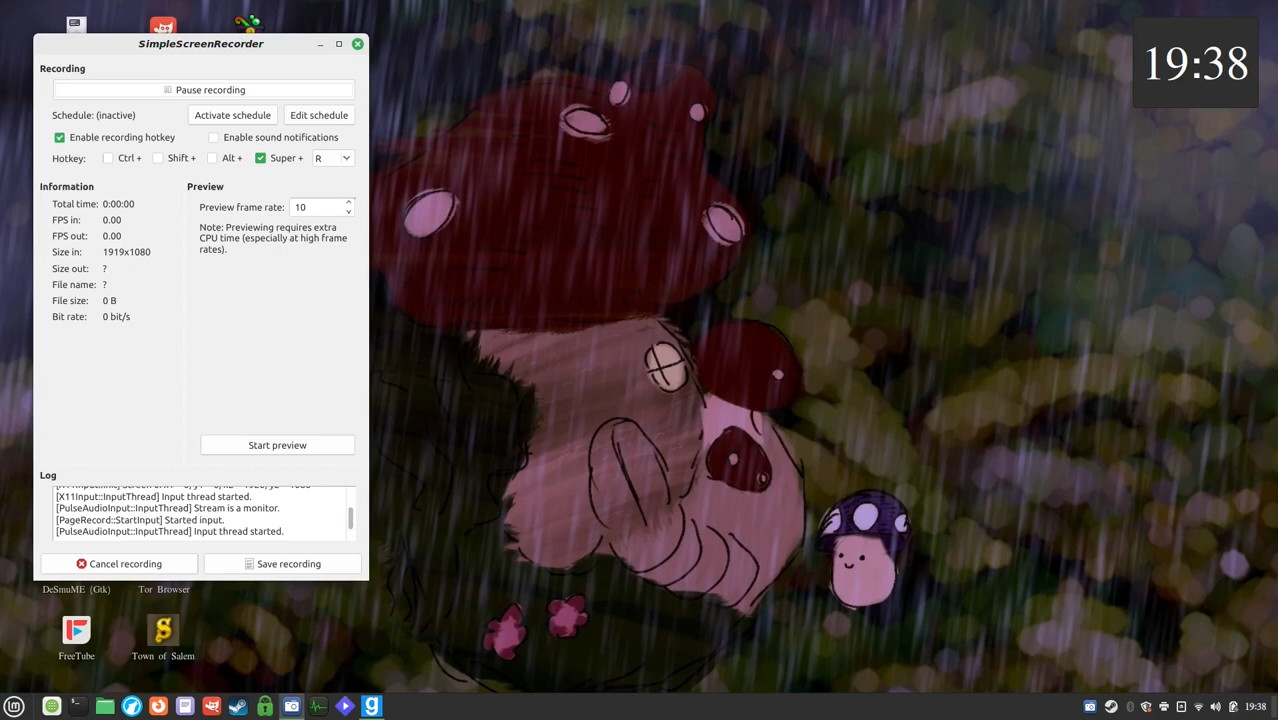 SimpleScreenRecorder
19:38
Recording
Pause recording
Schedule: (inactive)
Activate schedule
Edit schedule
Enable recording hotkey
Enable sound notifications
Hotkey:
Ctrl +
Shift +
Alt +
Super +
R
Information
Total time: 0:00:00
FPS in: 0.00
FPS out: 0.00
Size in: 1919x1080
Size out: ?
File name: ?
File size: 0 B
Bit rate: 0 bit/s
Preview
Preview frame rate: 10
Note: Previewing requires extra
CPU time (especially at high frame
rates).
Start preview
Log
[X11Input::InputThread] Input thread started.
[PulseAudioInput::InputThread] Stream is a monitor.
[PageRecord::StartInput] Started input.
[PulseAudioInput::InputThread] Input thread started.
Cancel recording
Save recording
DeSmuME (Gtk)
Tor Browser
FreeTube
Town of Salem
19:38